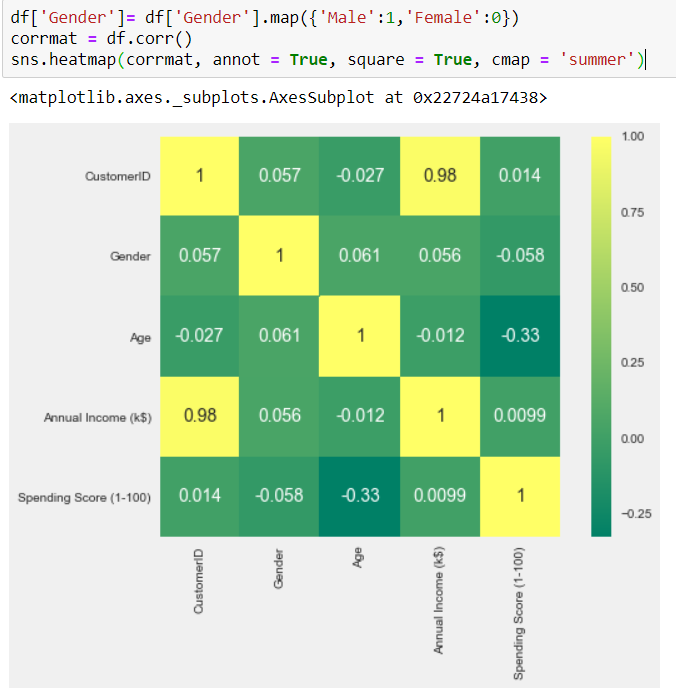 df['Gender']= df['Gender'].map({'Male':1,'Female':0})
corrmat = df.corr()
sns.heatmap(corrmat, annot = True, square = True, cmap = 'summer')
<matplotlib.axes._subplots.AxesSubplot at 0x22724a17438>
CustomerID 1 0.057 -0.027 0.98 0.014
Gender 0.057 1 0.061 0.056 -0.058
Age -0.027 0.061 1 -0.012 -0.33
Annual Income (k$) 0.98 0.056 -0.012 1 0.0099
Spending Score (1-100) 0.014 -0.058 -0.33 0.0099 1
CustomerID
Gender
Age
Annual Income (k$)
Spending Score (1-100)
1.00
0.75
0.50
0.25
0.00
−0.25